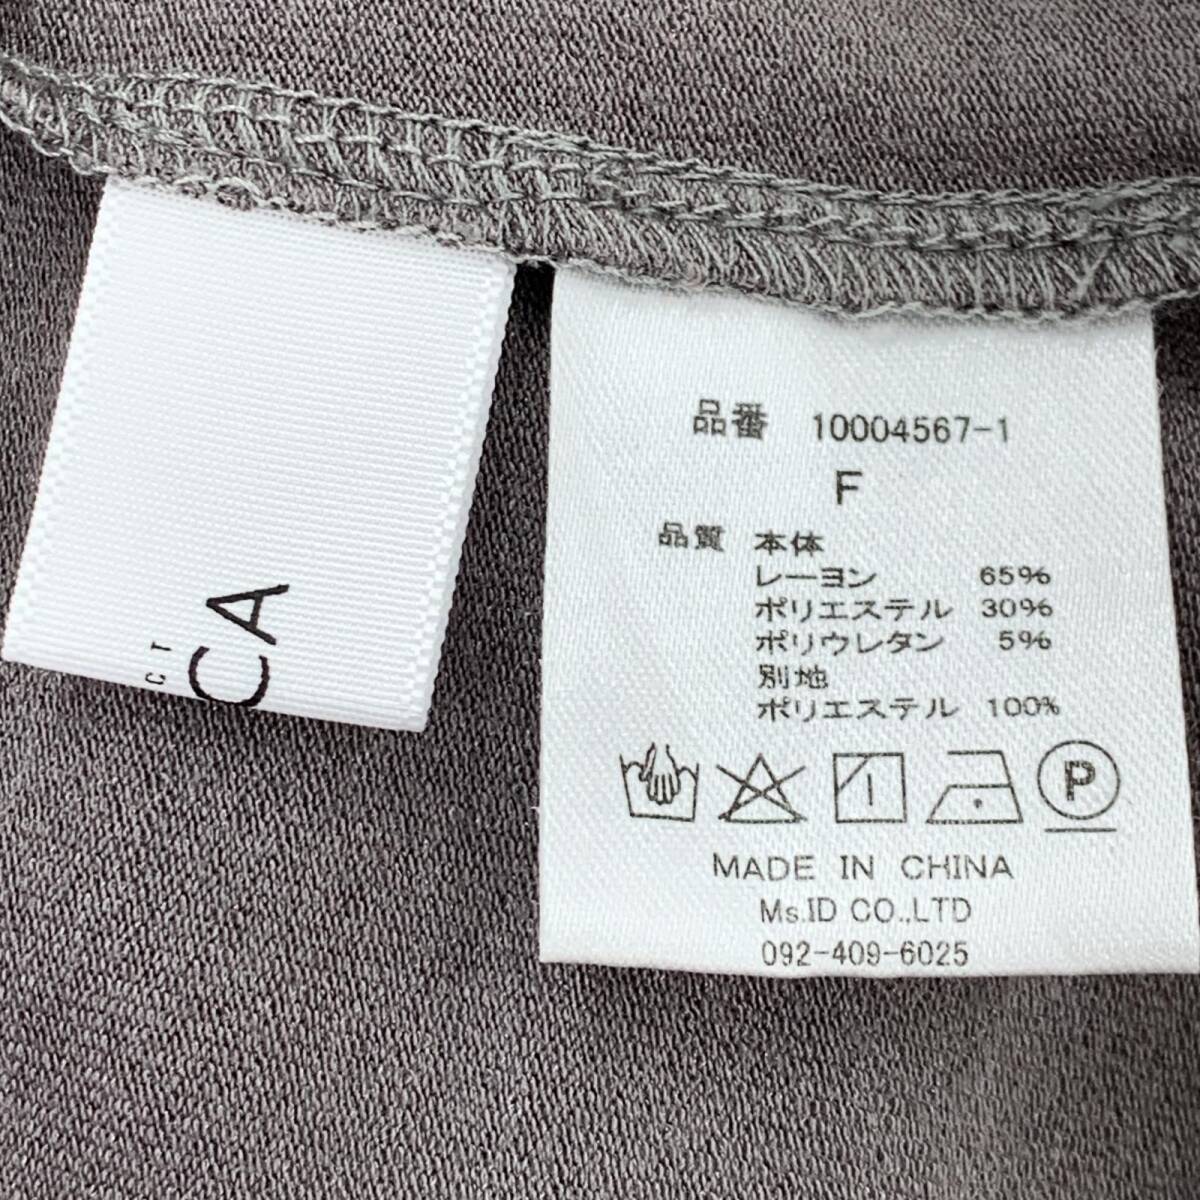 CA
CT
品番 10004567-1
F
品質 本体
レーヨン 65%
ポリエステル 30%
ポリウレタン 5%
別地
ポリエステル 100%
P
MADE IN CHINA
Ms.ID CO.,LTD
092-409-6025